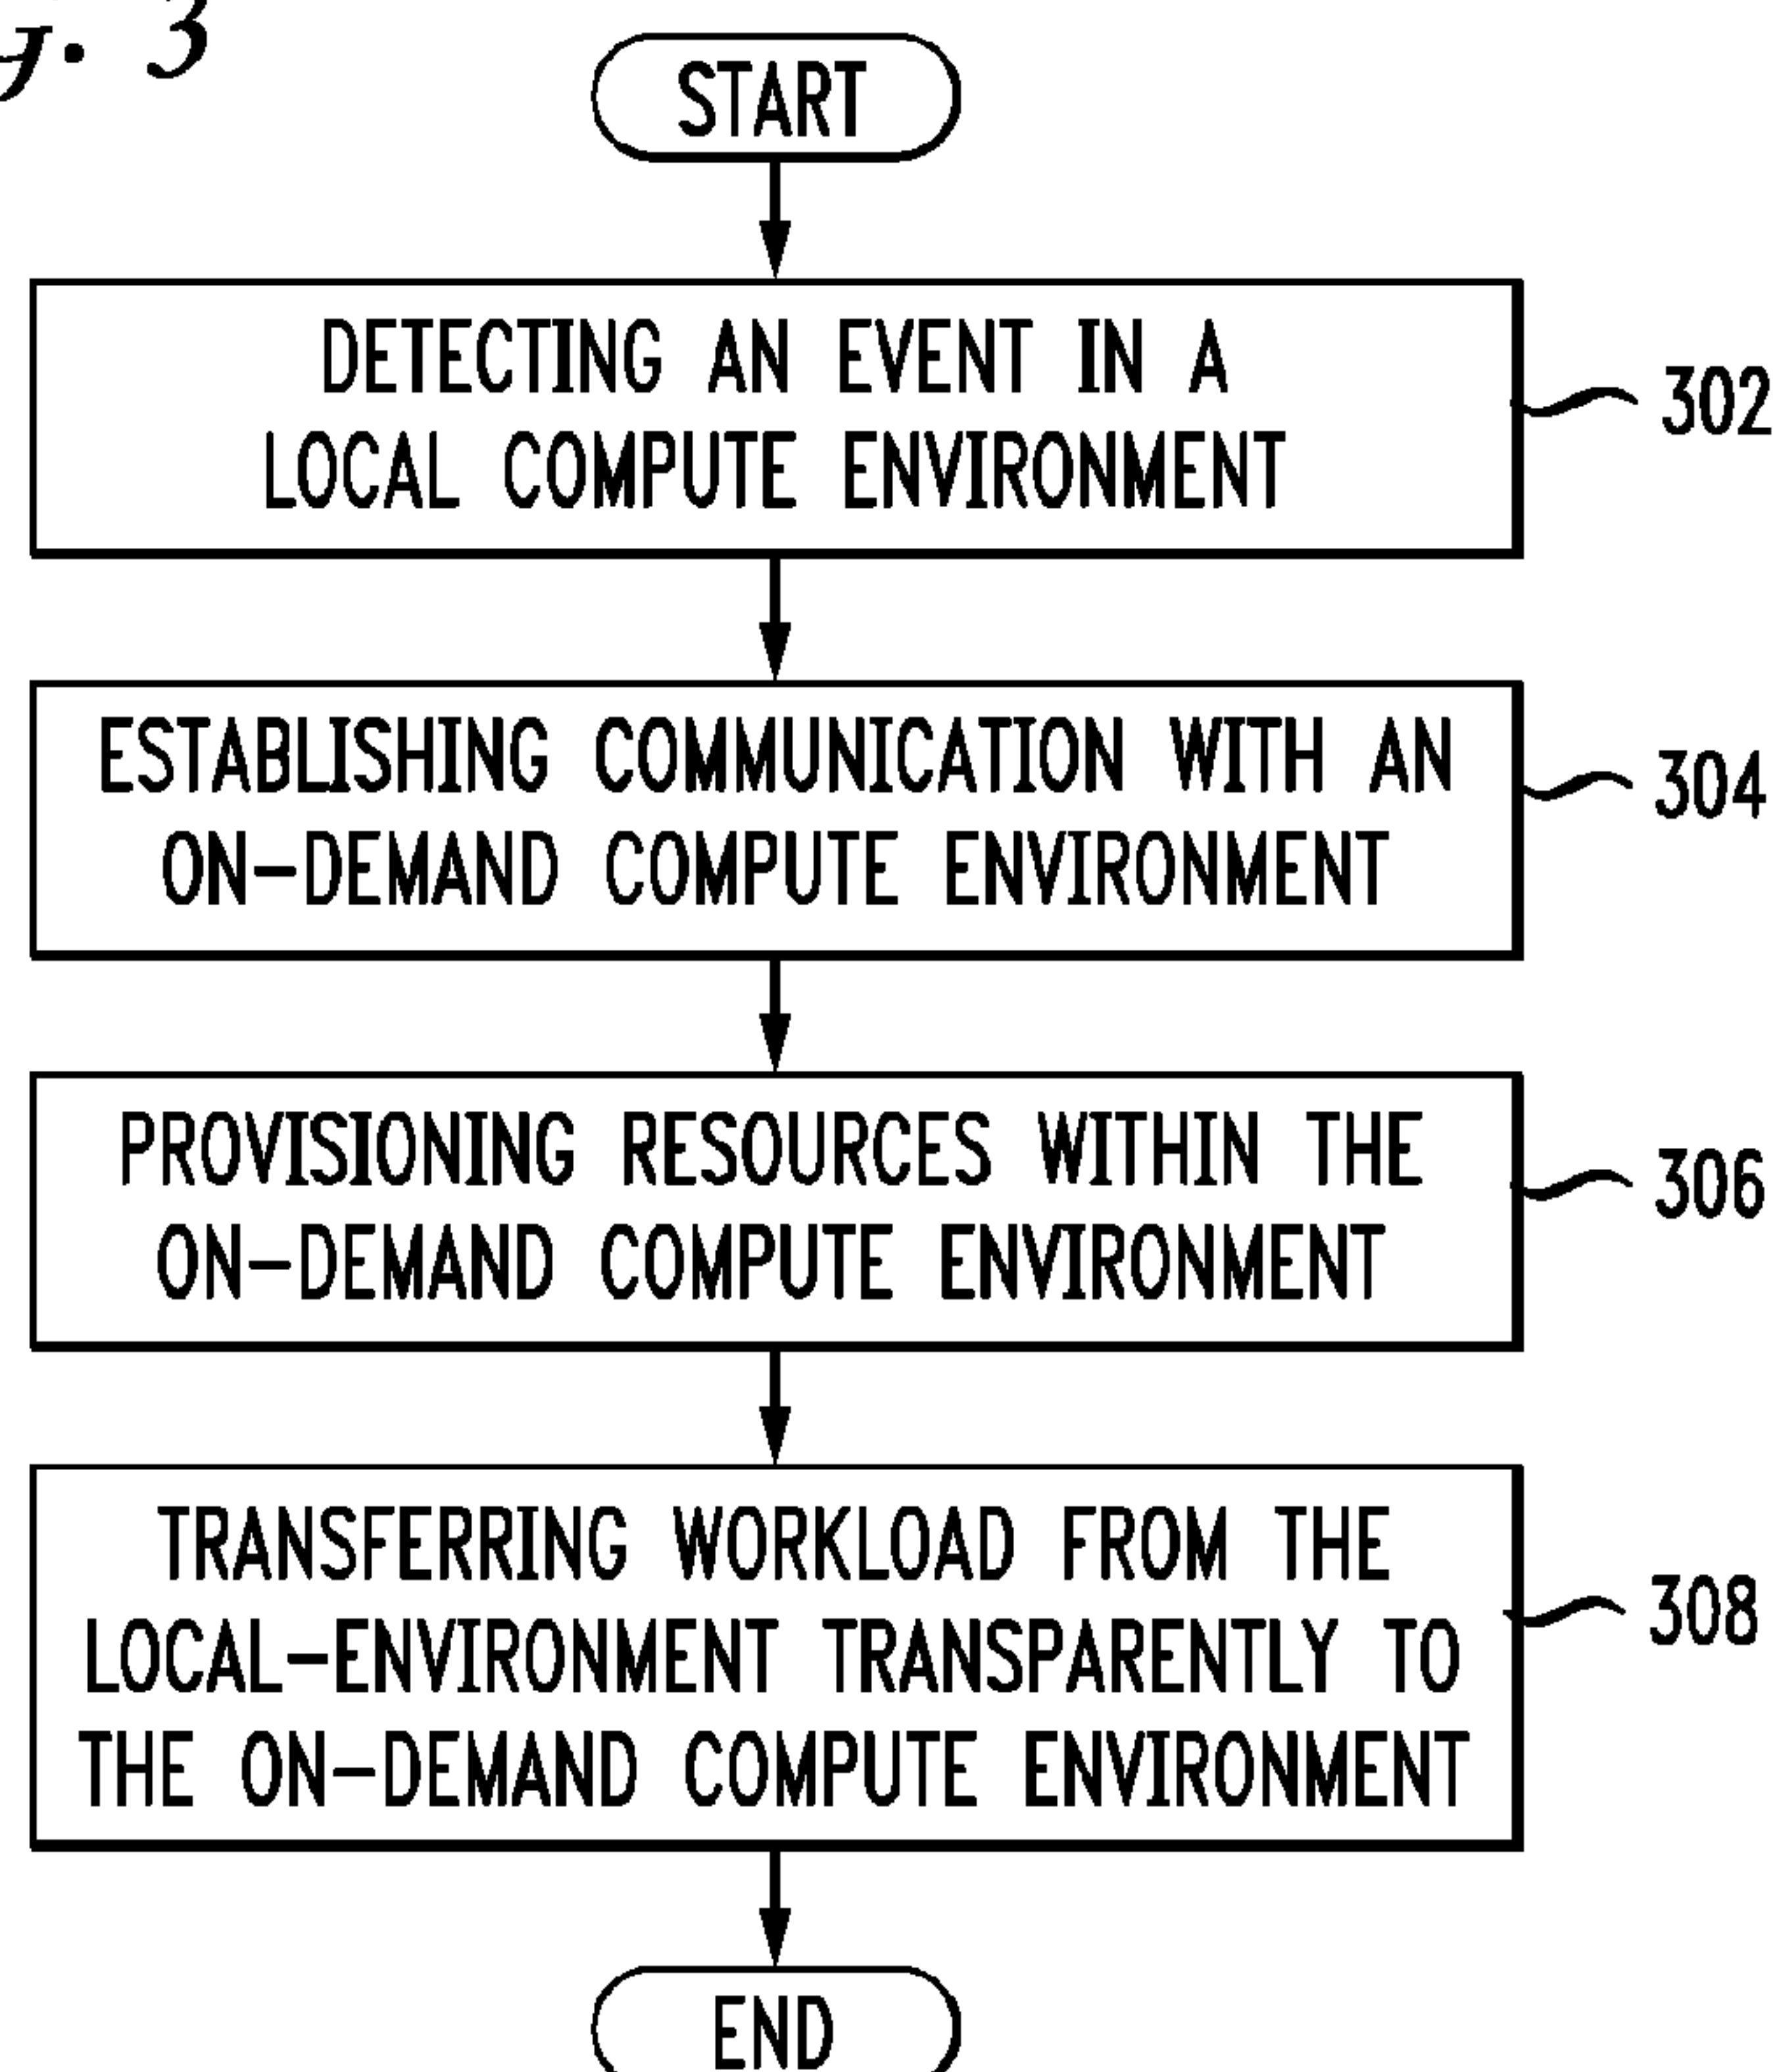 g. 3
START
DETECTING AN EVENT IN A
LOCAL COMPUTE ENVIRONMENT
302
ESTABLISHING COMMUNICATION WITH AN
ON-DEMAND COMPUTE ENVIRONMENT
304
PROVISIONING RESOURCES WITHIN THE
ON-DEMAND COMPUTE ENVIRONMENT
306
TRANSFERRING WORKLOAD FROM THE
LOCAL-ENVIRONMENT TRANSPARENTLY TO
THE ON-DEMAND COMPUTE ENVIRONMENT
308
END